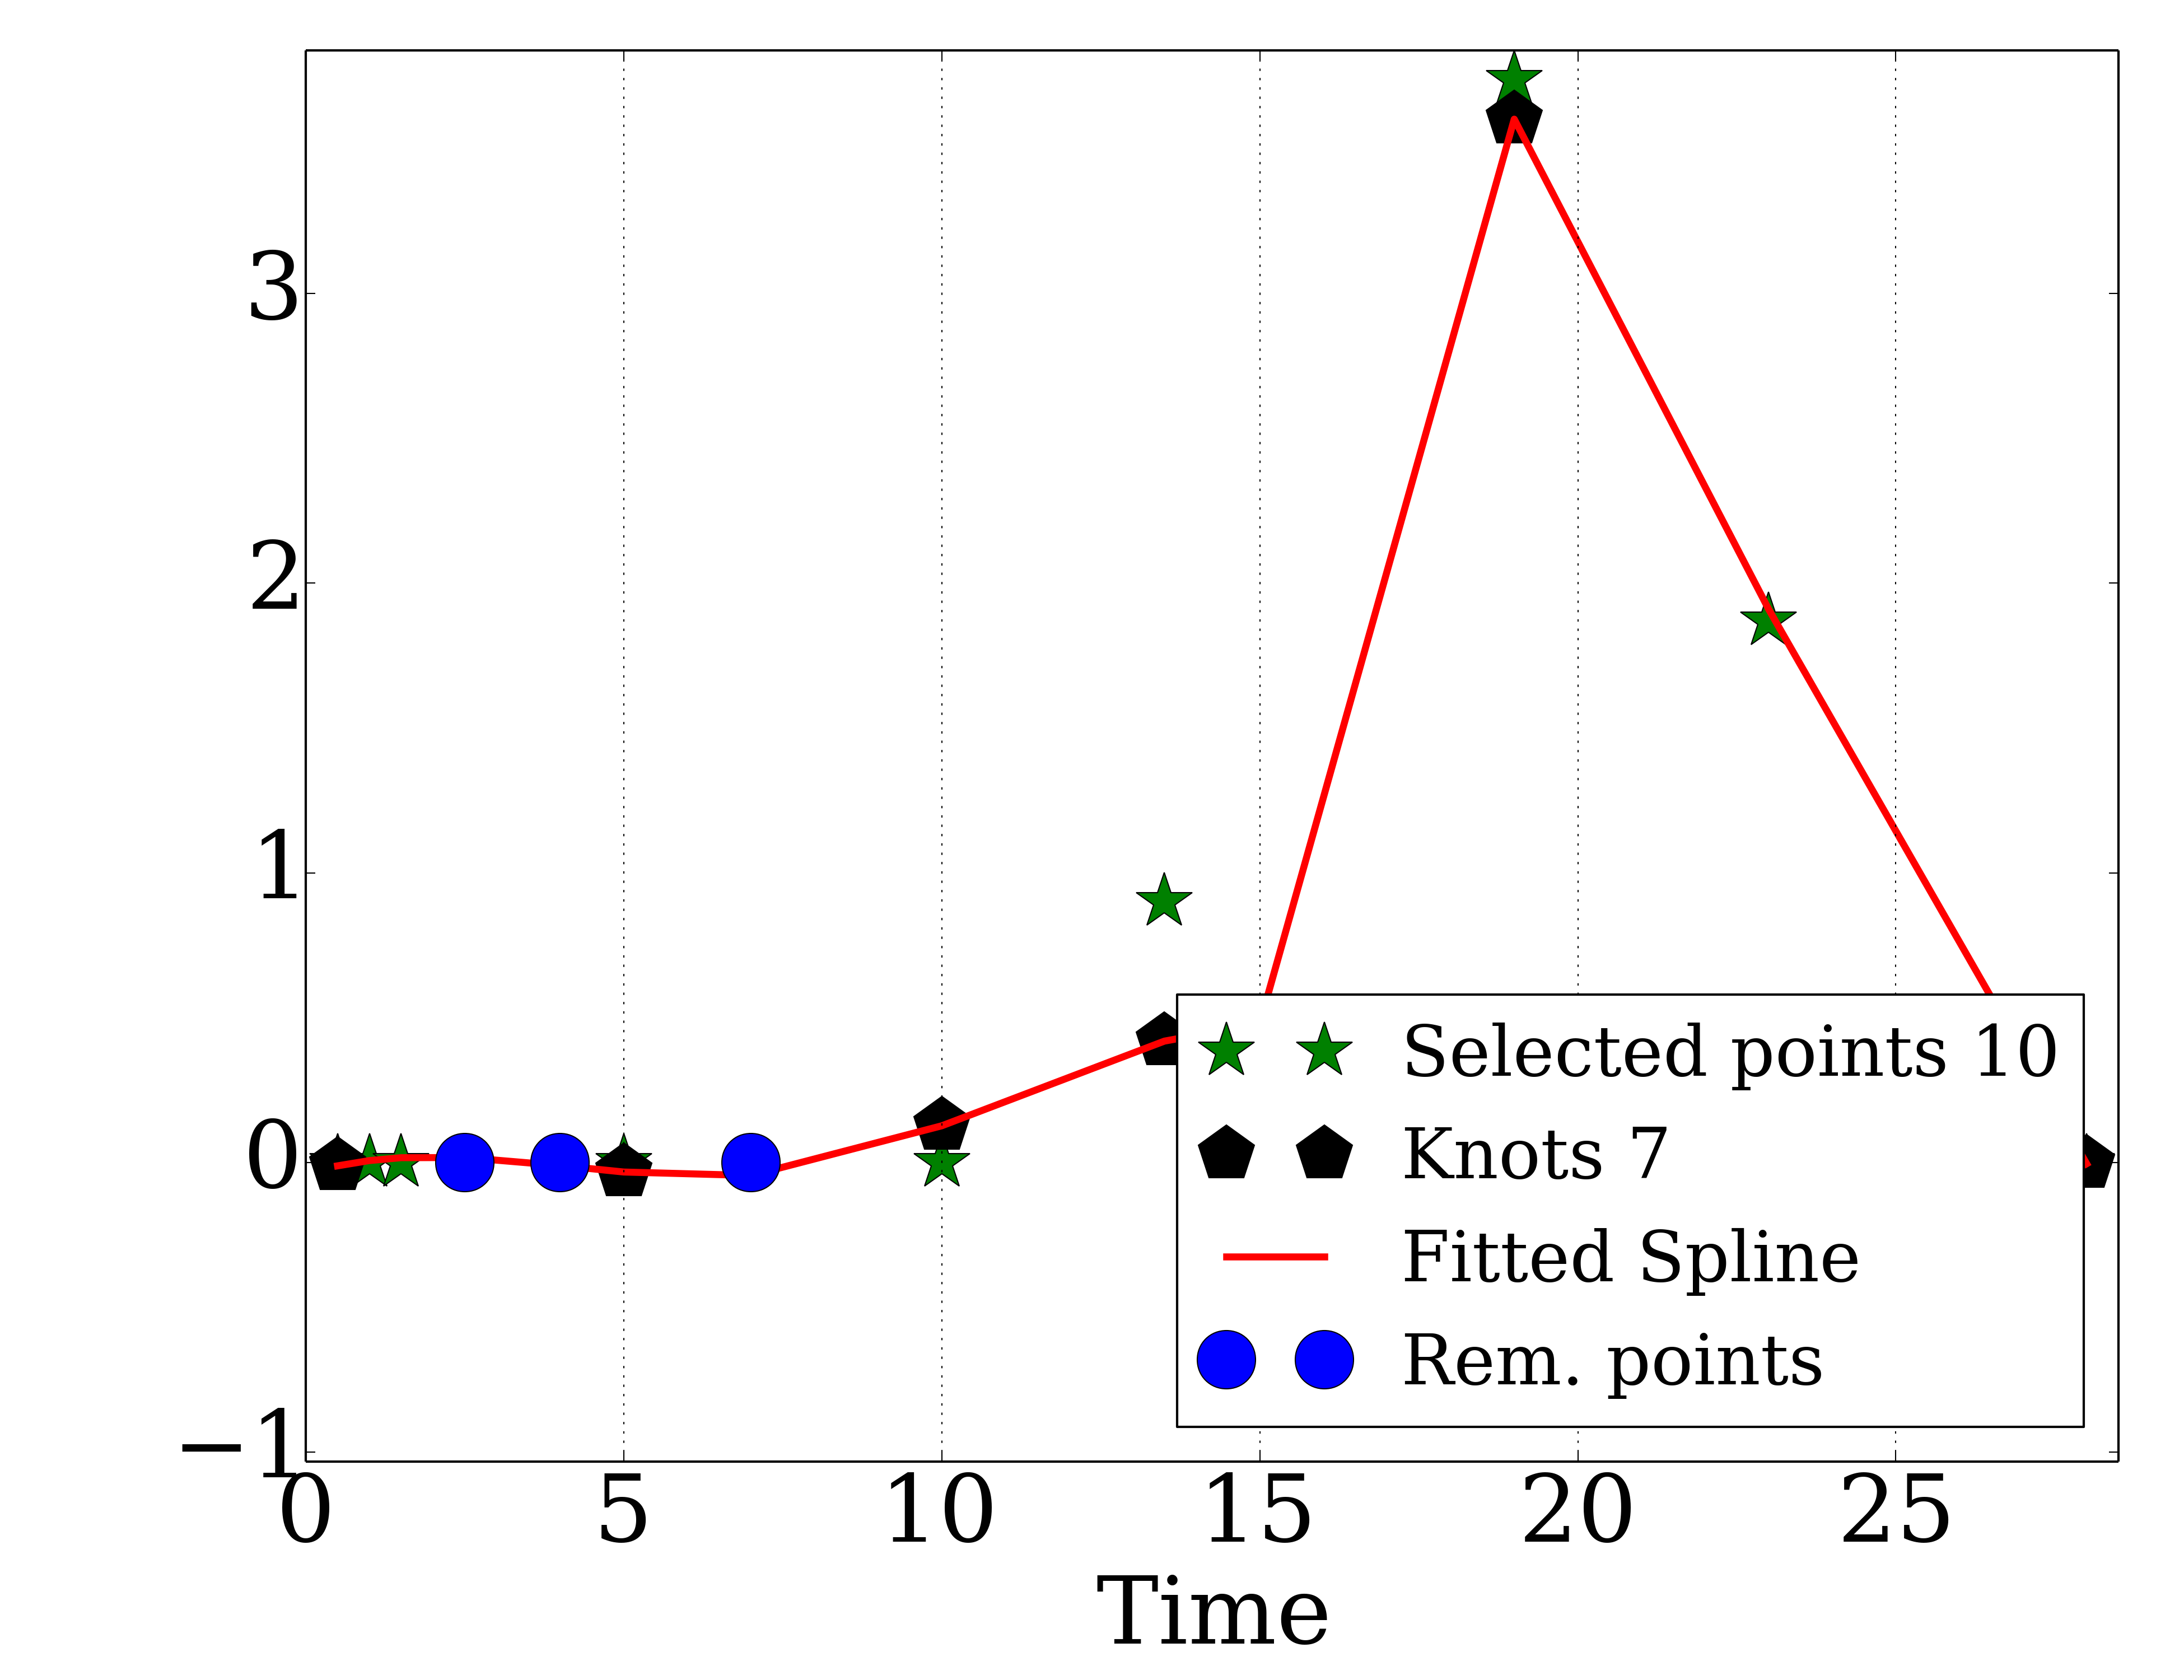 3
2
1
0
−1
Selected points 10
Knots 7
Fitted Spline
Rem. points
0 5 10 15 20 25
Time